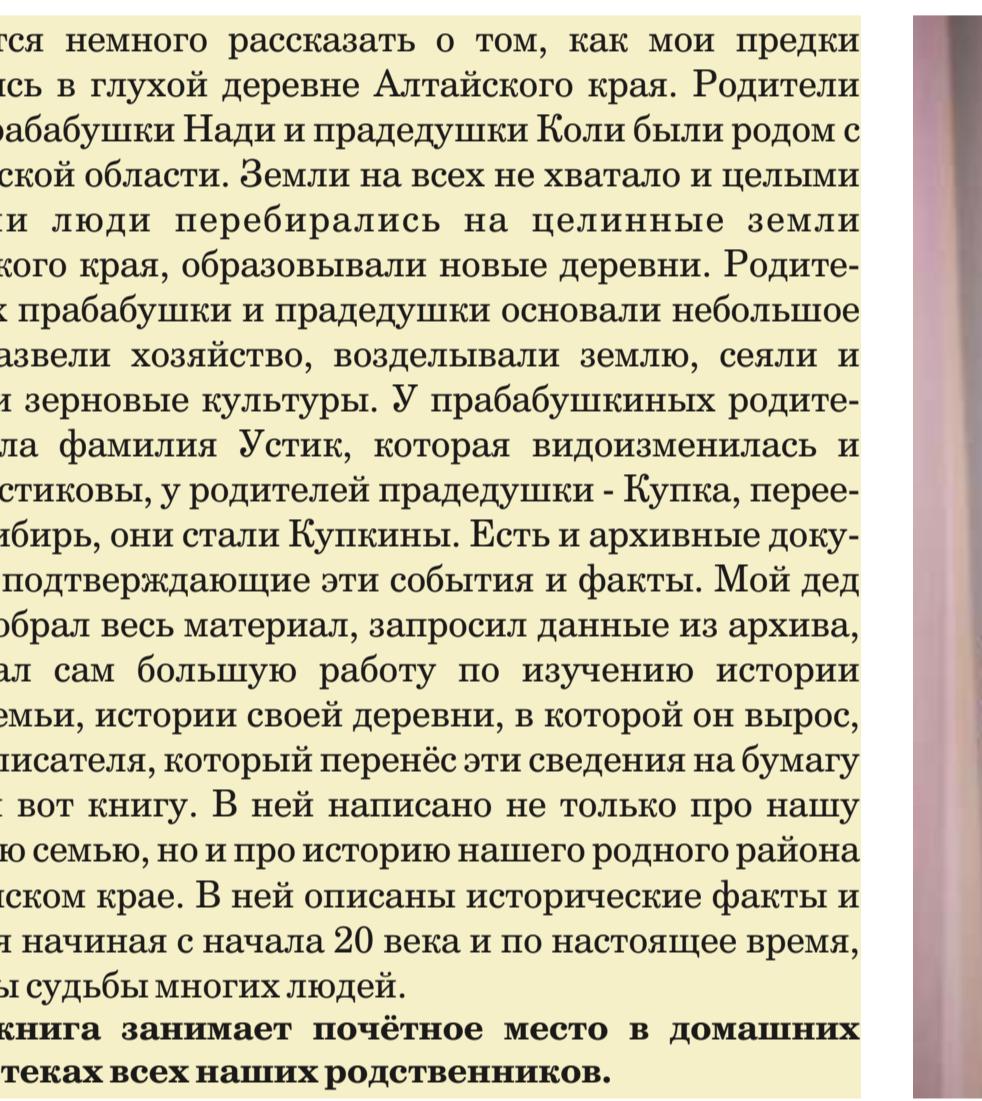 тся немного рассказать о том, как мои предки
ись в глухой деревне Алтайского края. Родители
рабабушки Нади и прадедушки Коли были родом с
ской области. Земли на всех не хватало и целыми
и люди перебирались на целинные земли
кого края, образовывали новые деревни. Родите-
х прабабушки и прадедушки основали небольшое
азвели хозяйство, возделывали землю, сеяли и
и зерновые культуры. У прабабушкиных родите-
ла фамилия Устик, которая видоизменилась и
стиковы, у родителей прадедушки - Купка, перее-
ибирь, они стали Купкины. Есть и архивные доку-
подтверждающие эти события и факты. Мой дед
обрал весь материал, запросил данные из архива,
ал сам большую работу по изучению истории
емьи, истории своей деревни, в которой он вырос,
писателя, который перенёс эти сведения на бумагу
вот книгу. В ней написано не только про нашу
ю семью, но и про историю нашего родного района
ском крае. В ней описаны исторические факты и
я начиная с начала 20 века и по настоящее время,
ы судьбы многих людей.
книга занимает почётное место в домашних
теках всех наших родственников.